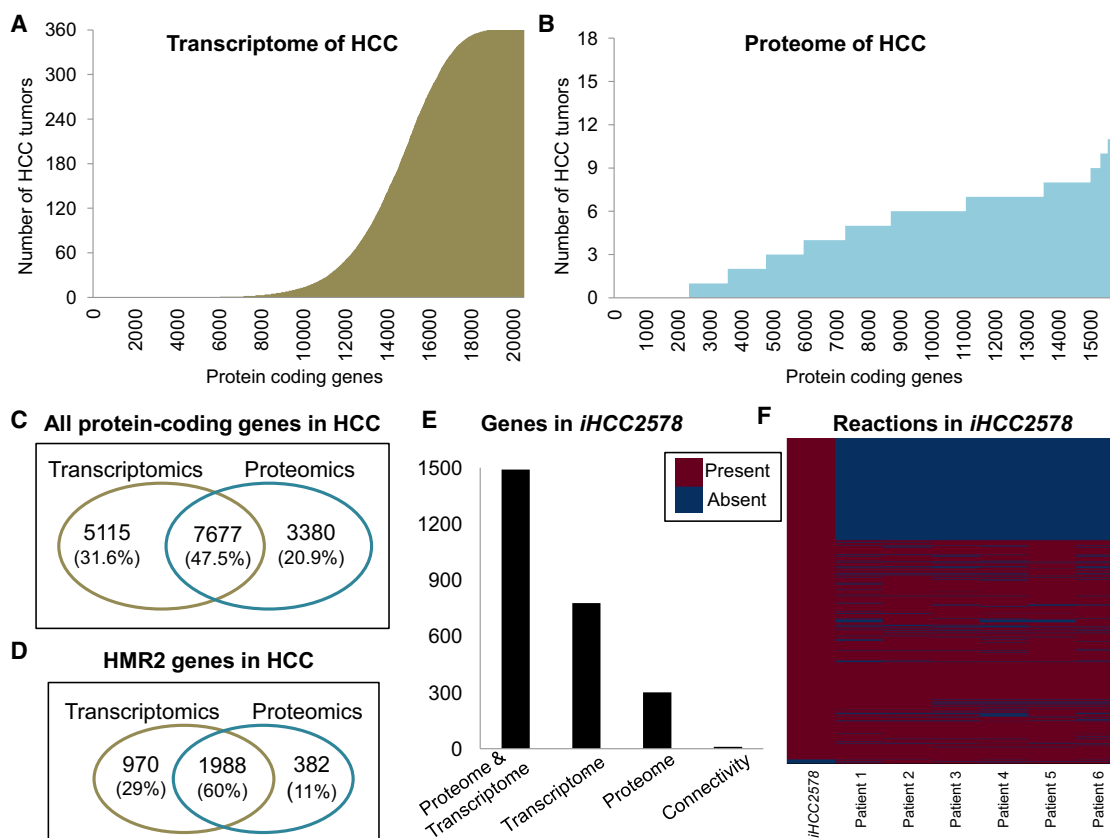 A
Transcriptome of HCC
Number of HCC tumors
360
300
240
180
120
60
0
0
2000
4000
6000
8000
10000
12000
14000
16000
18000
20000
Protein coding genes
B
Proteome of HCC
Number of HCC tumors
18
15
12
9
6
3
0
0
1000
2000
3000
4000
5000
6000
7000
8000
9000
10000
11000
12000
13000
14000
15000
Protein coding genes
C
All protein-coding genes in HCC
Transcriptomics
Proteomics
5115
(31.6%)
7677
(47.5%)
3380
(20.9%)
D
HMR2 genes in HCC
Transcriptomics
Proteomics
970
(29%)
1988
(60%)
382
(11%)
E
Genes in iHCC2578
1500
1200
900
600
300
0
Proteome &
Transcriptome
Transcriptome
Proteome
Connectivity
Present
Absent
F
Reactions in iHCC2578
iHCC2578
Patient 1
Patient 2
Patient 3
Patient 4
Patient 5
Patient 6